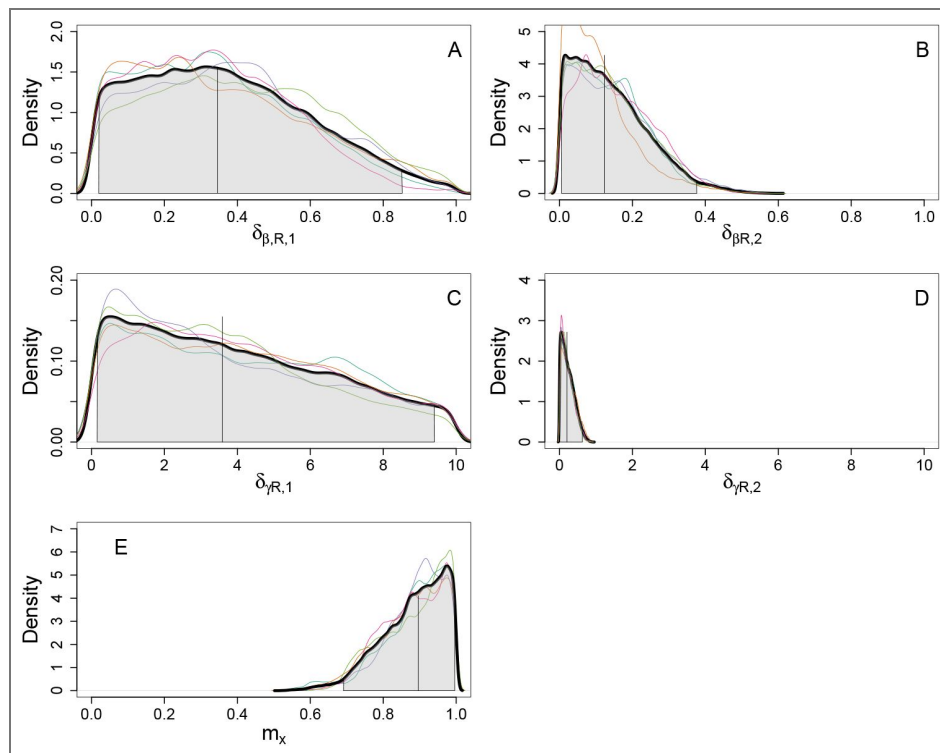 A
Density
0.0 0.5 1.0 1.5 2.0
0.0 0.2 0.4 0.6 0.8 1.0
δβ,R,1
B
Density
0 1 2 3 4 5
0.0 0.2 0.4 0.6 0.8 1.0
δβR,2
C
Density
0.00 0.10 0.20
0 2 4 6 8 10
δγR,1
D
Density
0 1 2 3 4
0 2 4 6 8 10
δγR,2
E
Density
0 1 2 3 4 5 6 7
0.0 0.2 0.4 0.6 0.8 1.0
mx